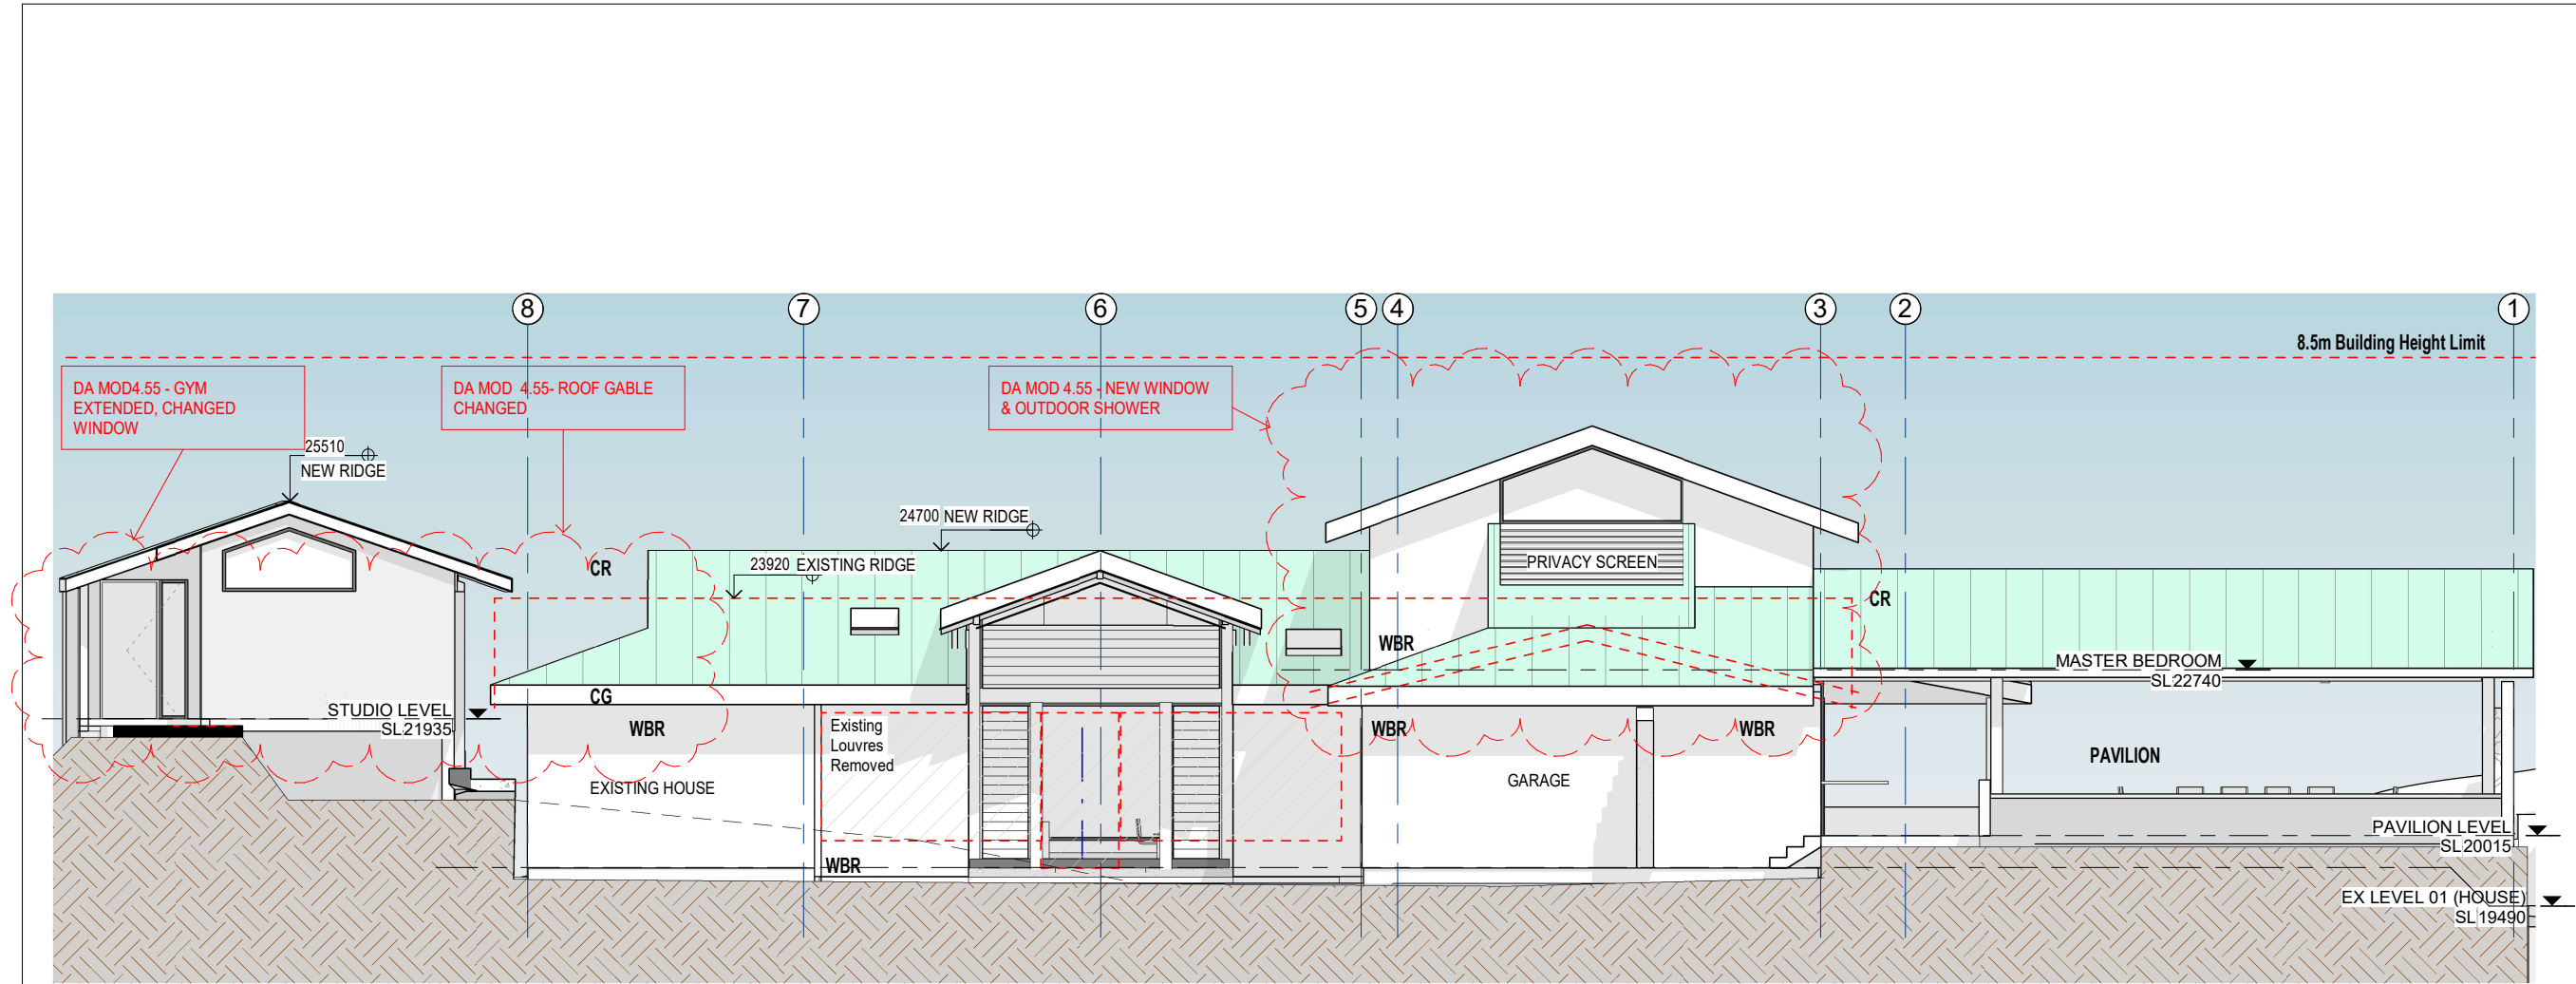 8
7
6
5
4
3
2
1
8.5m Building Height Limit
DA MOD4.55 - GYM
EXTENDED, CHANGED
WINDOW
DA MOD 4.55- ROOF GABLE
CHANGED
DA MOD 4.55 - NEW WINDOW
& OUTDOOR SHOWER
25510
NEW RIDGE
24700 NEW RIDGE
23920 EXISTING RIDGE
PRIVACY SCREEN
CR
CR
WBR
MASTER BEDROOM
SL22740
CG
STUDIO LEVEL
SL21935
WBR
Existing
Louvres
Removed
WBR
WBR
PAVILION
EXISTING HOUSE
GARAGE
PAVILION LEVEL
SL20015
WBR
EX LEVEL 01 (HOUSE)
SL19490